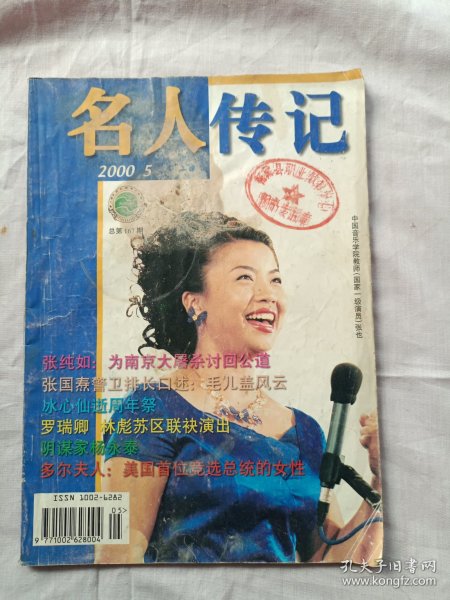 名人传记
2000 5
总第167期
中国音乐学院教师(国家一级演员)张也
张纯如：为南京大屠杀讨回公道
张国焘警卫排长口述：毛儿盖风云
冰心仙逝周年祭
罗瑞卿 林彪苏区联袂演出
阴谋家杨永泰
多尔夫人：美国首位竞选总统的女性
ISSN 1002-6282
05>
9 771002 628004
05
孔夫子旧书网
www.kongfz.com